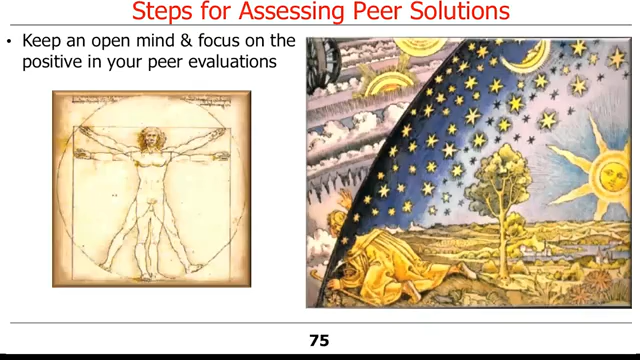 Steps for Assessing Peer Solutions
• Keep an open mind & focus on the
positive in your peer evaluations
75